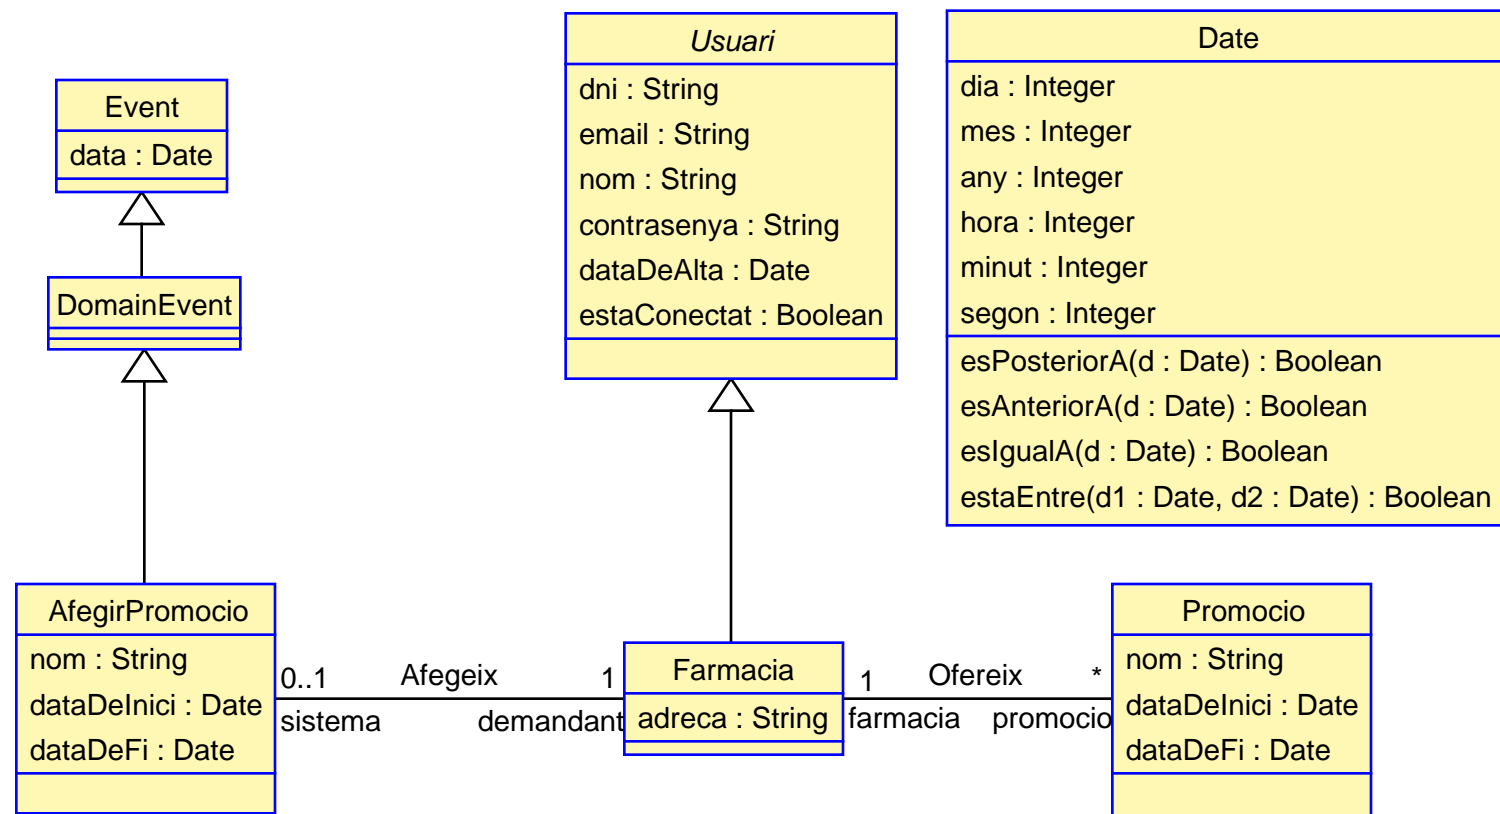 Event
data : Date
DomainEvent
Usuari
dni : String
email : String
nom : String
contrasenya : String
dataDeAlta : Date
estaConectat : Boolean
Date
dia : Integer
mes : Integer
any : Integer
hora : Integer
minut : Integer
segon : Integer
esPosteriorA(d : Date) : Boolean
esAnteriorA(d : Date) : Boolean
esIgualA(d : Date) : Boolean
estaEntre(d1 : Date, d2 : Date) : Boolean
AfegirPromocio
nom : String
dataDeInici : Date
dataDeFi : Date
0..1 Afegeix 1
sistema demandant
Farmacia
adreca : String
1 Ofereix *
farmacia promocio
Promocio
nom : String
dataDeInici : Date
dataDeFi : Date